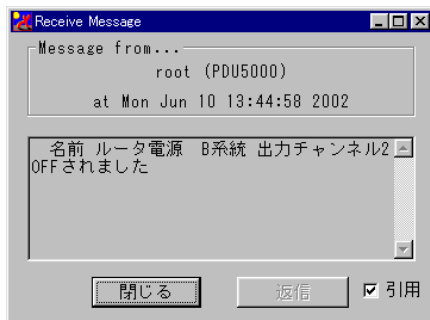 Receive Message
Message from...
root (PDU5000)
at Mon Jun 10 13:44:58 2002
名前 ルータ電源 B系統 出力チャンネル2
OFFされました
閉じる
返信
引用